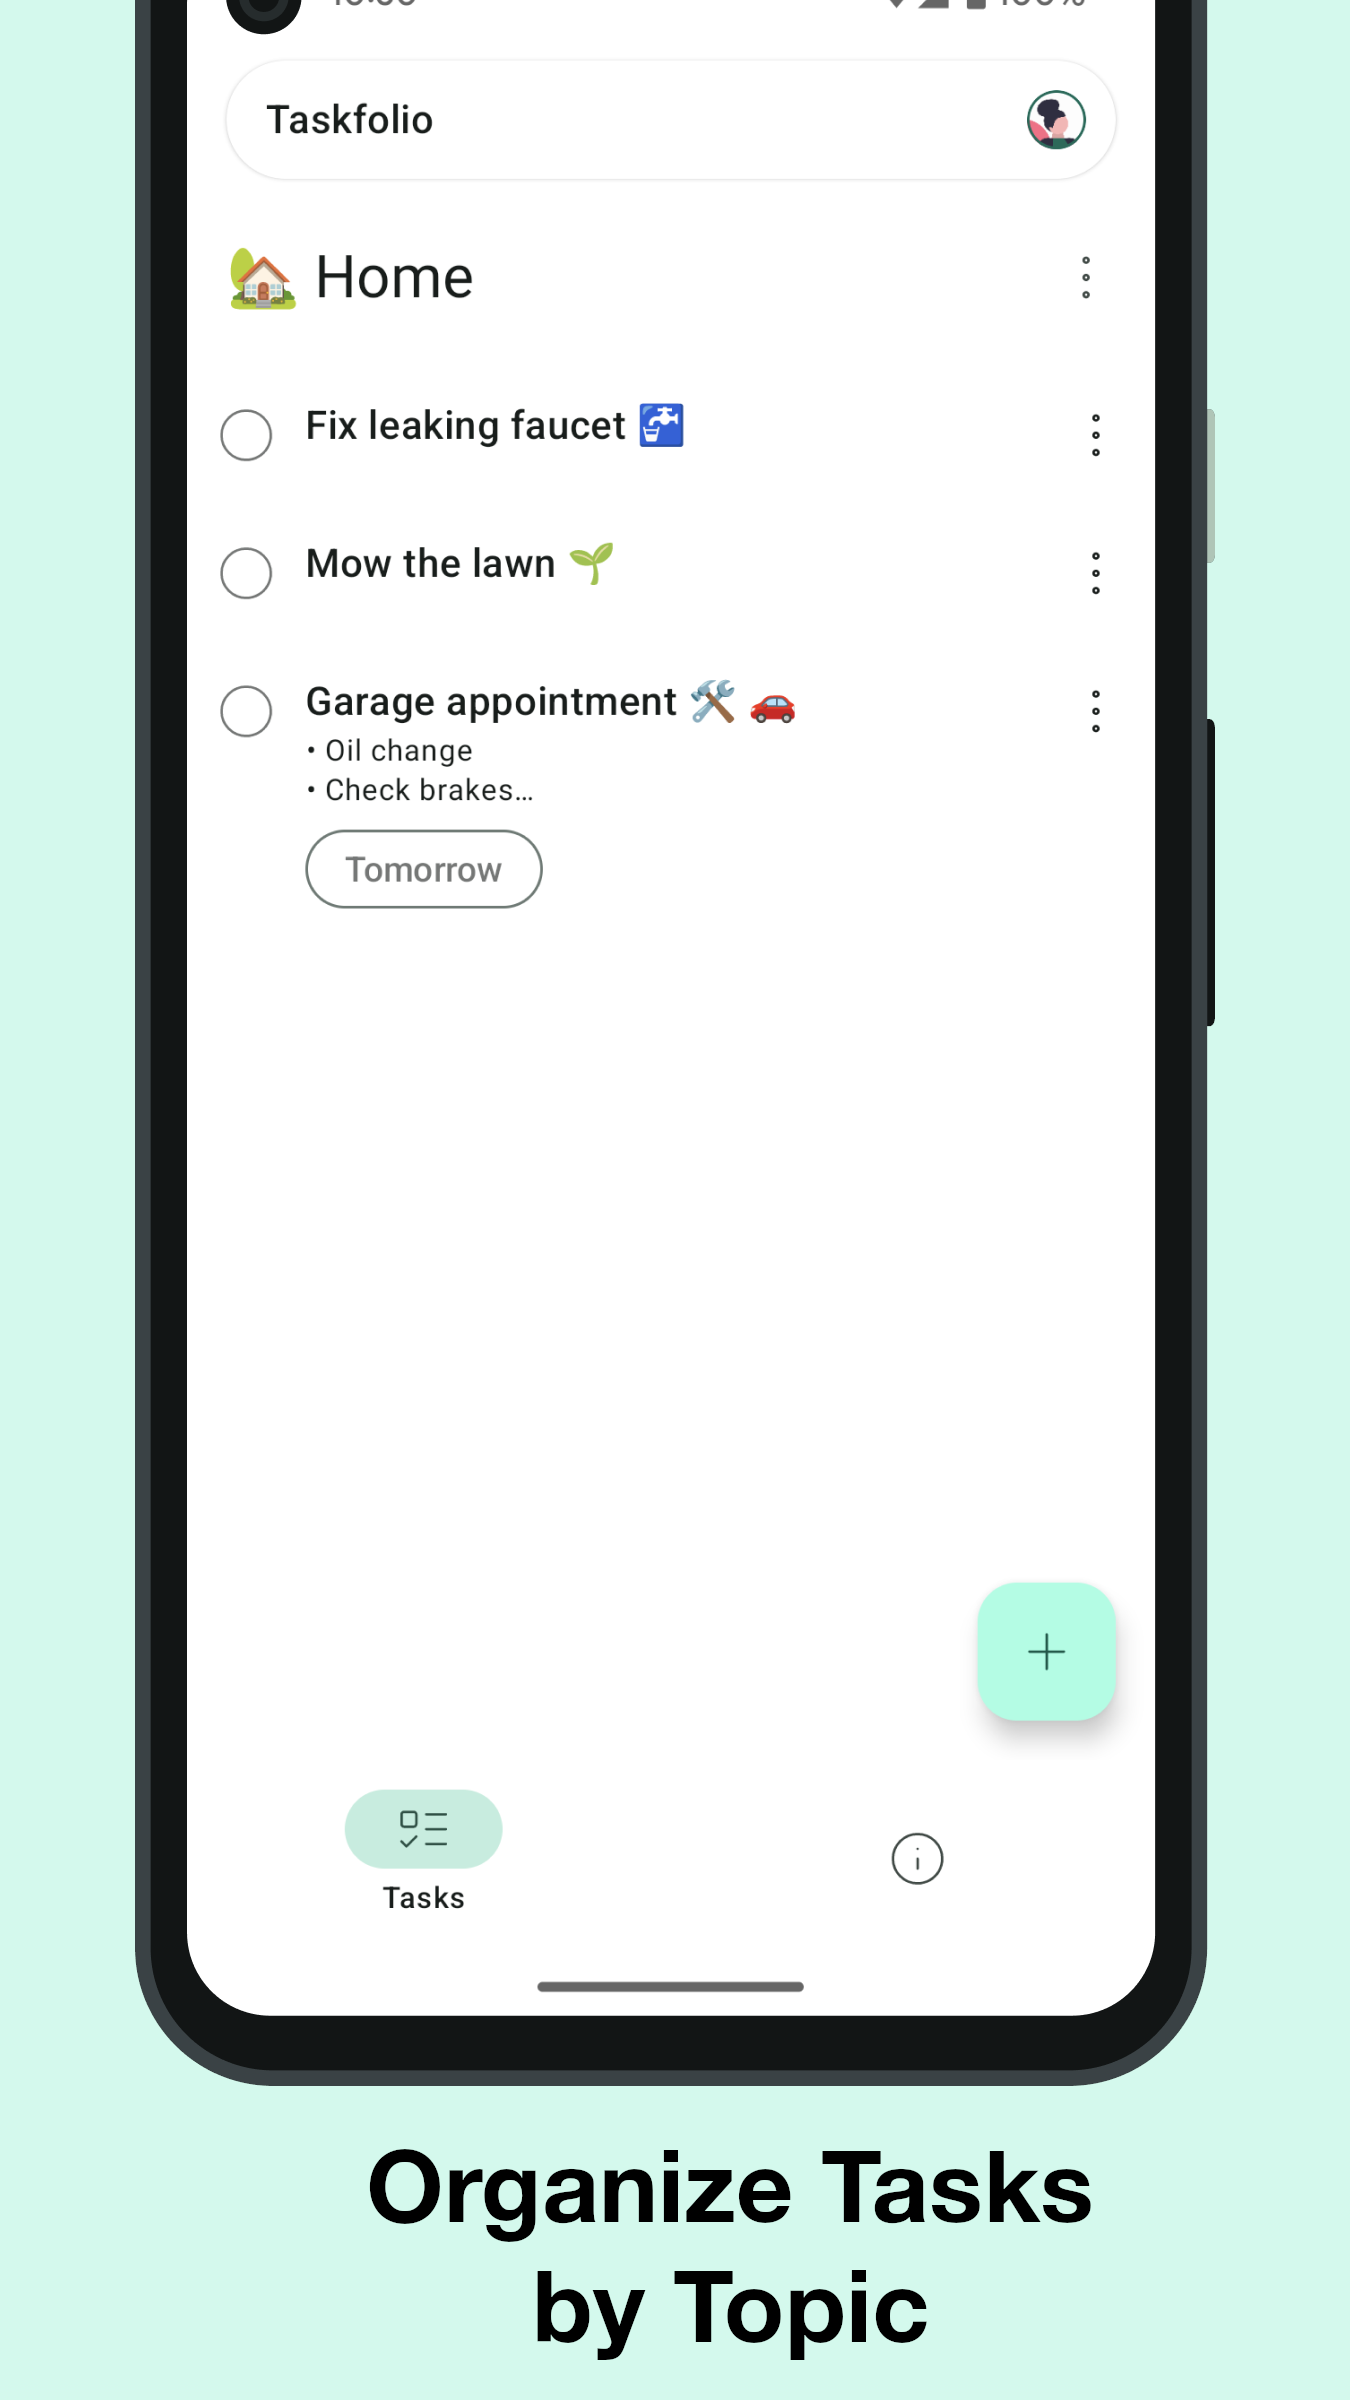 Taskfolio
🏡 Home
Fix leaking faucet 🚰
Mow the lawn 🌱
Garage appointment 🛠️ 🚗
• Oil change
• Check brakes…
Tomorrow
Tasks
Organize Tasks
by Topic